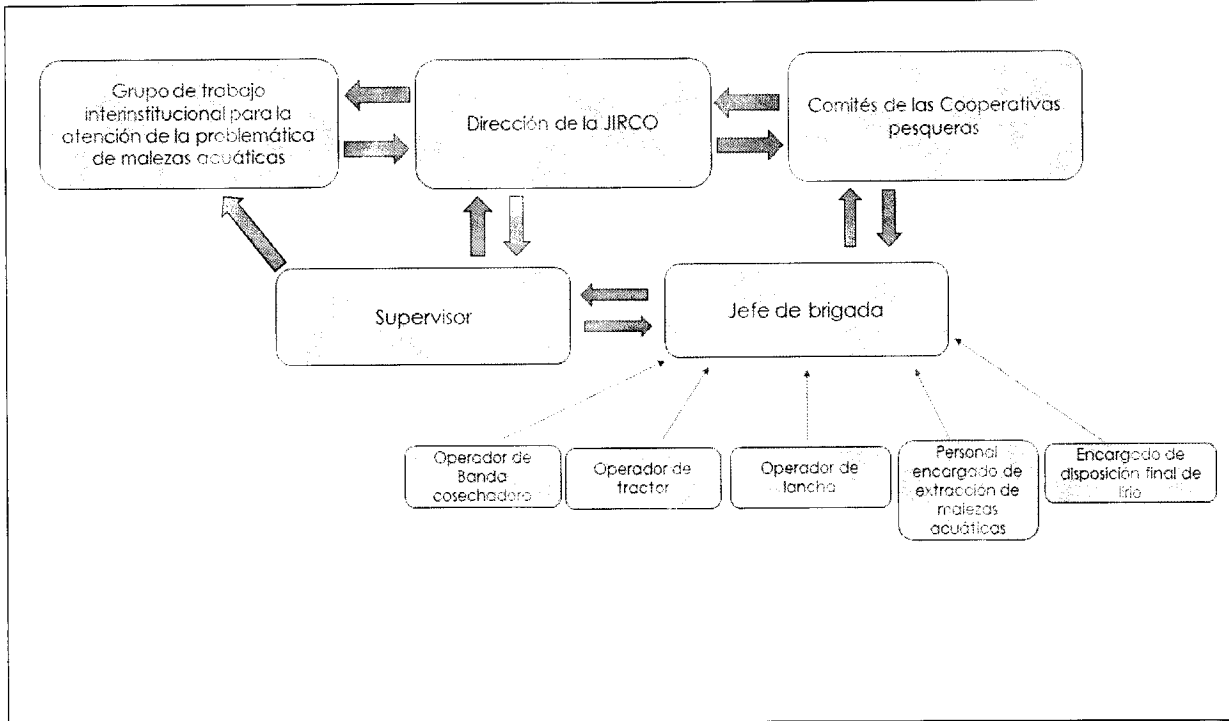 Grupo de trabajo
interinstitucional para la
atención de la problemática
de malezas acuáticas
Dirección de la JIRCO
Comités de las Cooperativas
pesqueras
Supervisor
Jefe de brigada
Operador de
Banda
cosechadora
Operador de
tractor
Operador de
lancha
Personal
encargado de
extracción de
malezas
acuáticas
Encargado de
disposición final de
lirio